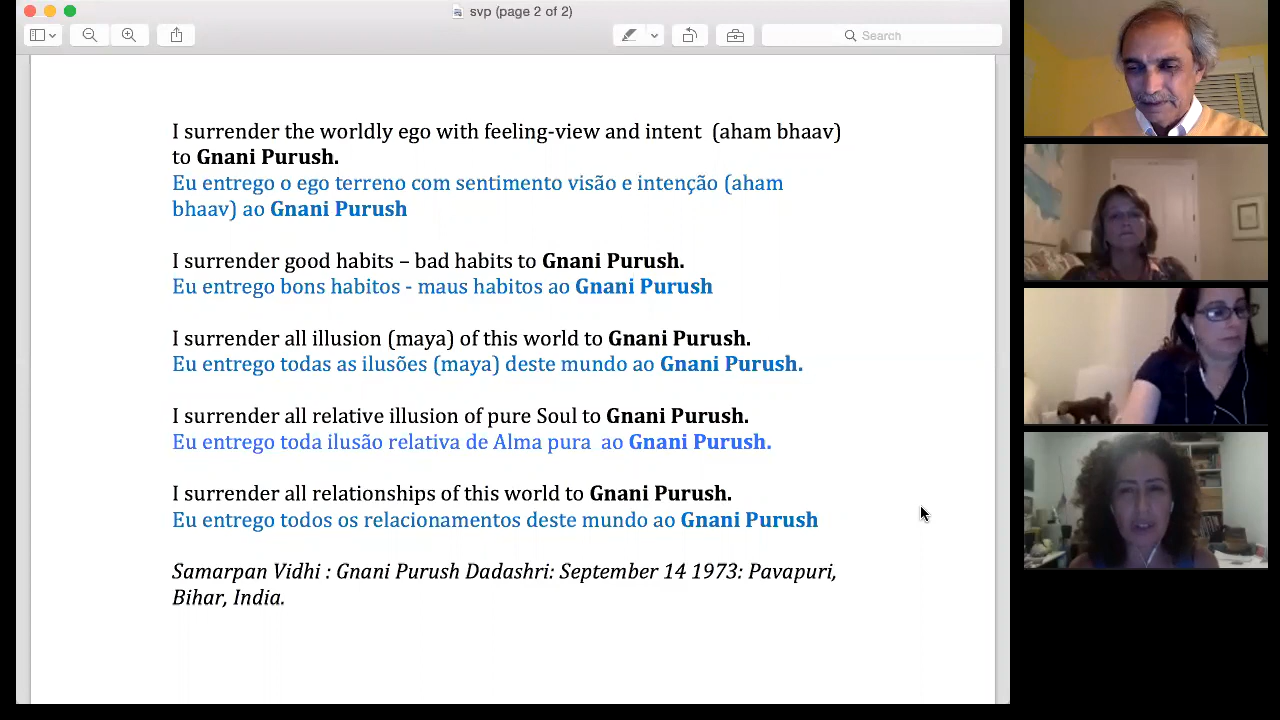 svp (page 2 of 2)
Search
I surrender the worldly ego with feeling-view and intent  (aham bhaav)
to Gnani Purush.
Eu entrego o ego terreno com sentimento visão e intenção (aham
bhaav) ao Gnani Purush
I surrender good habits – bad habits to Gnani Purush.
Eu entrego bons habitos - maus habitos ao Gnani Purush
I surrender all illusion (maya) of this world to Gnani Purush.
Eu entrego todas as ilusões (maya) deste mundo ao Gnani Purush.
I surrender all relative illusion of pure Soul to Gnani Purush.
Eu entrego toda ilusão relativa de Alma pura  ao Gnani Purush.
I surrender all relationships of this world to Gnani Purush.
Eu entrego todos os relacionamentos deste mundo ao Gnani Purush
Samarpan Vidhi : Gnani Purush Dadashri: September 14 1973: Pavapuri,
Bihar, India.